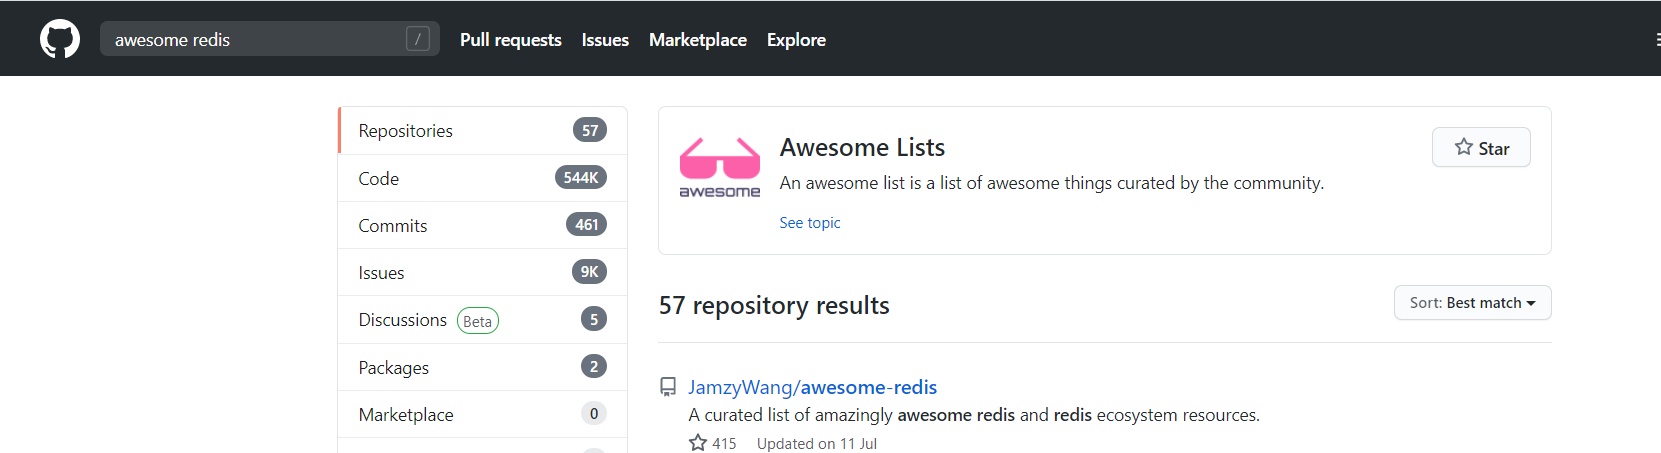 awesome redis /
Pull requests Issues Marketplace Explore
Repositories 57
Code 544K
Commits 461
Issues 9K
Discussions Beta 5
Packages 2
Marketplace 0
awesome
Awesome Lists
Star
An awesome list is a list of awesome things curated by the community.
See topic
57 repository results
Sort: Best match
JamzyWang/awesome-redis
A curated list of amazingly awesome redis and redis ecosystem resources.
415 Updated on 11 Jul